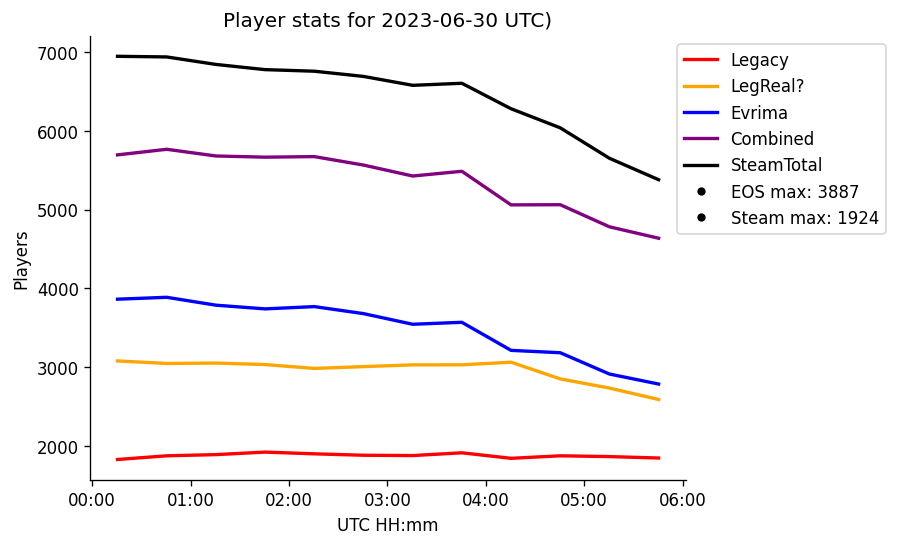 Player stats for 2023-06-30 UTC)
7000
6000
5000
4000
3000
2000
Players
00:00 01:00 02:00 03:00 04:00 05:00 06:00
UTC HH:mm
Legacy
LegReal?
Evrima
Combined
SteamTotal
EOS max: 3887
Steam max: 1924